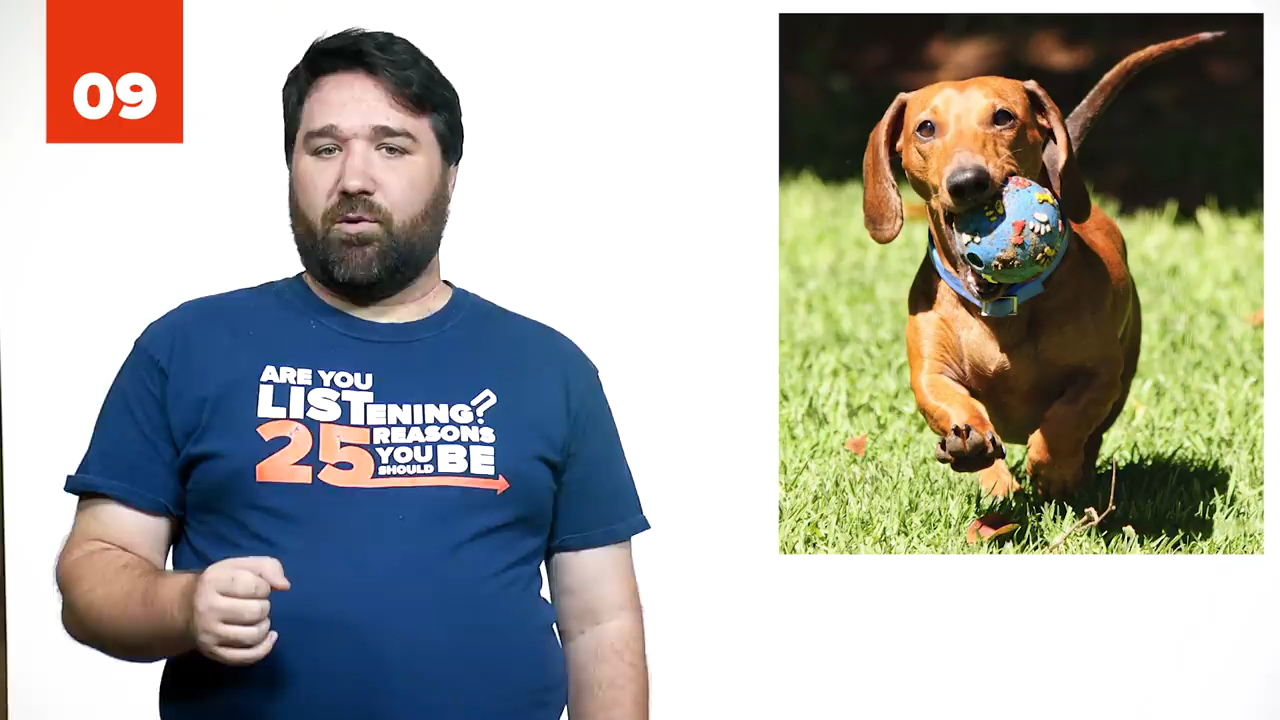 09
ARE YOU
LISTENING?
25 REASONS
YOU
SHOULD BE